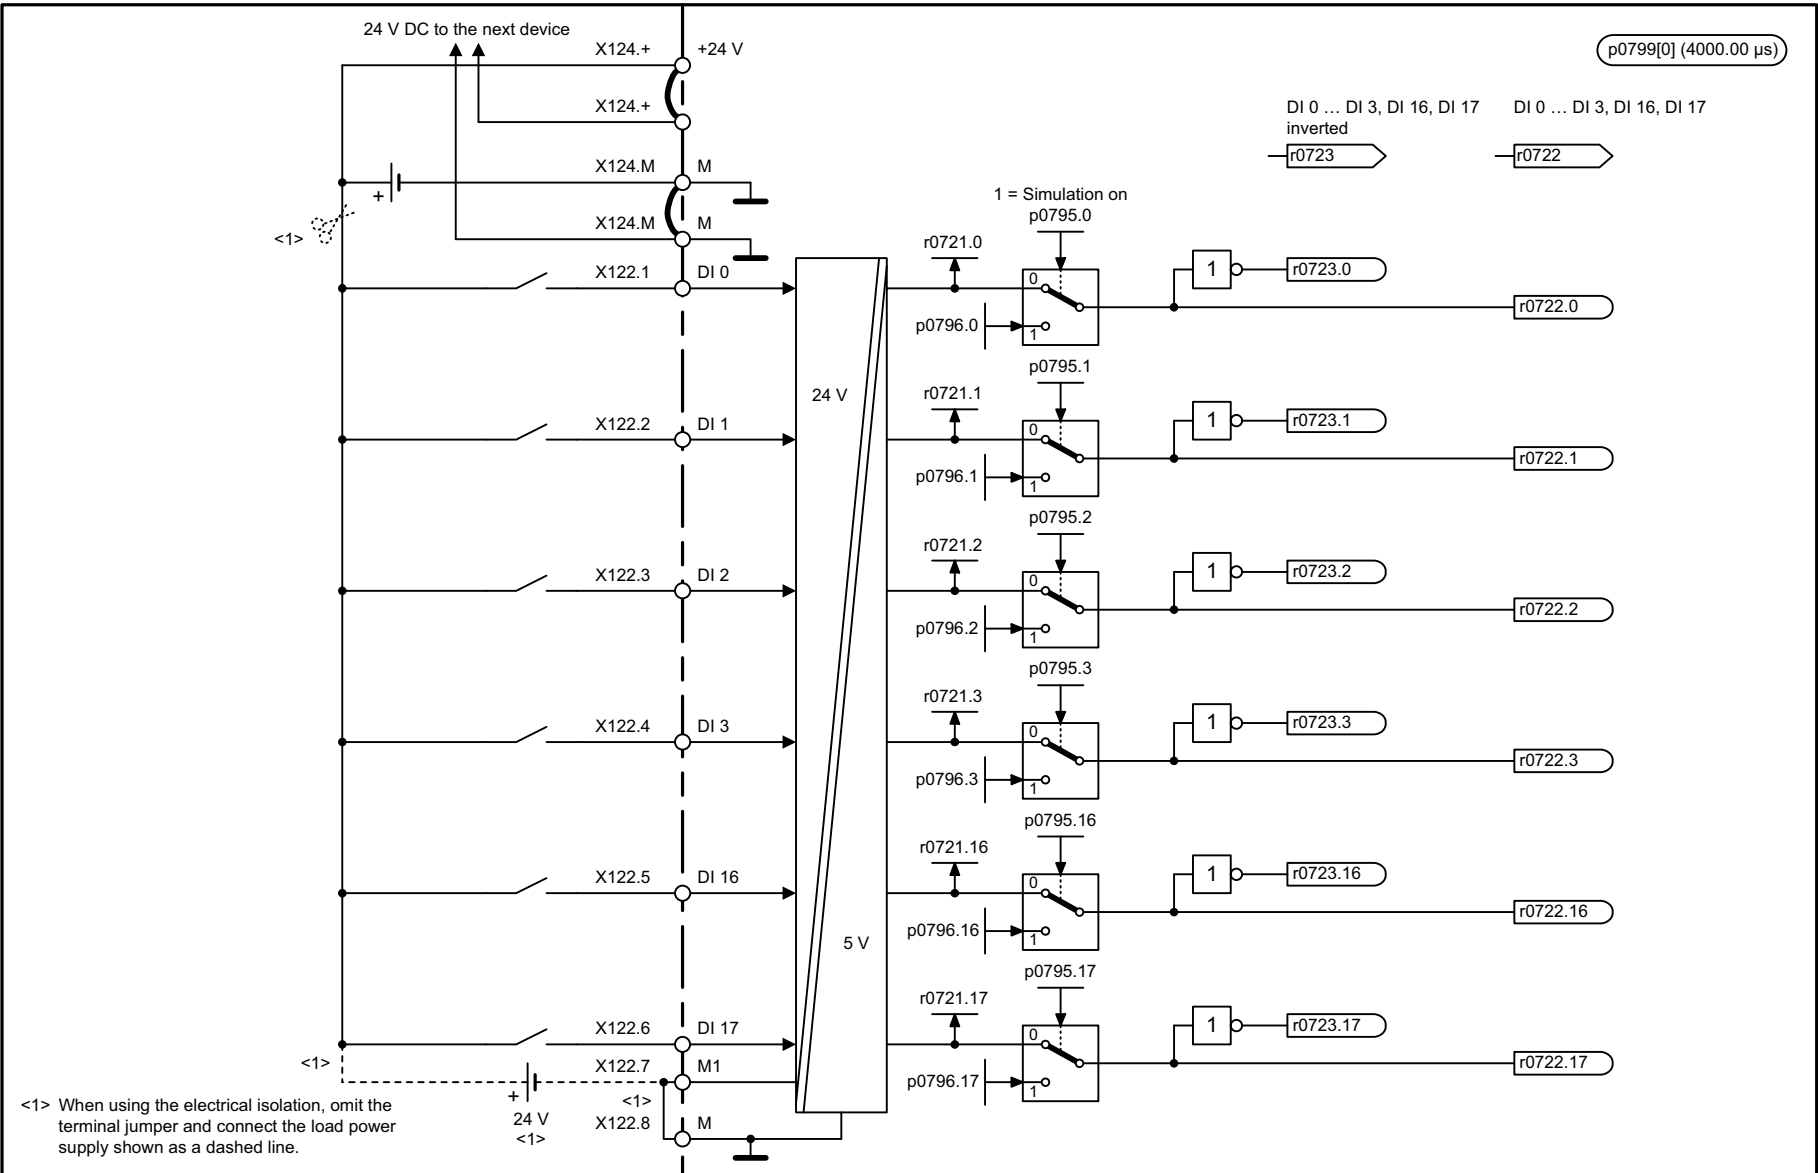 24 V DC to the next device
X124.+
+24 V
p0799[0] (4000.00 µs)
X124.+
DI 0 … DI 3, DI 16, DI 17
inverted
DI 0 … DI 3, DI 16, DI 17
r0723
r0722
X124.M
M
+
1 = Simulation on
p0795.0
<1>
X124.M
M
r0721.0
X122.1
DI 0
0
1
r0723.0
r0722.0
p0796.0
1
p0795.1
24 V
r0721.1
X122.2
DI 1
0
1
r0723.1
r0722.1
p0796.1
1
p0795.2
r0721.2
X122.3
DI 2
0
1
r0723.2
r0722.2
p0796.2
1
p0795.3
r0721.3
X122.4
DI 3
0
1
r0723.3
r0722.3
p0796.3
1
p0795.16
r0721.16
X122.5
DI 16
0
1
r0723.16
r0722.16
p0796.16
1
5 V
p0795.17
r0721.17
X122.6
DI 17
0
1
r0723.17
r0722.17
<1>
X122.7
M1
p0796.17
1
+
24 V
<1>
<1>
X122.8
M
<1> When using the electrical isolation, omit the
terminal jumper and connect the load power
supply shown as a dashed line.